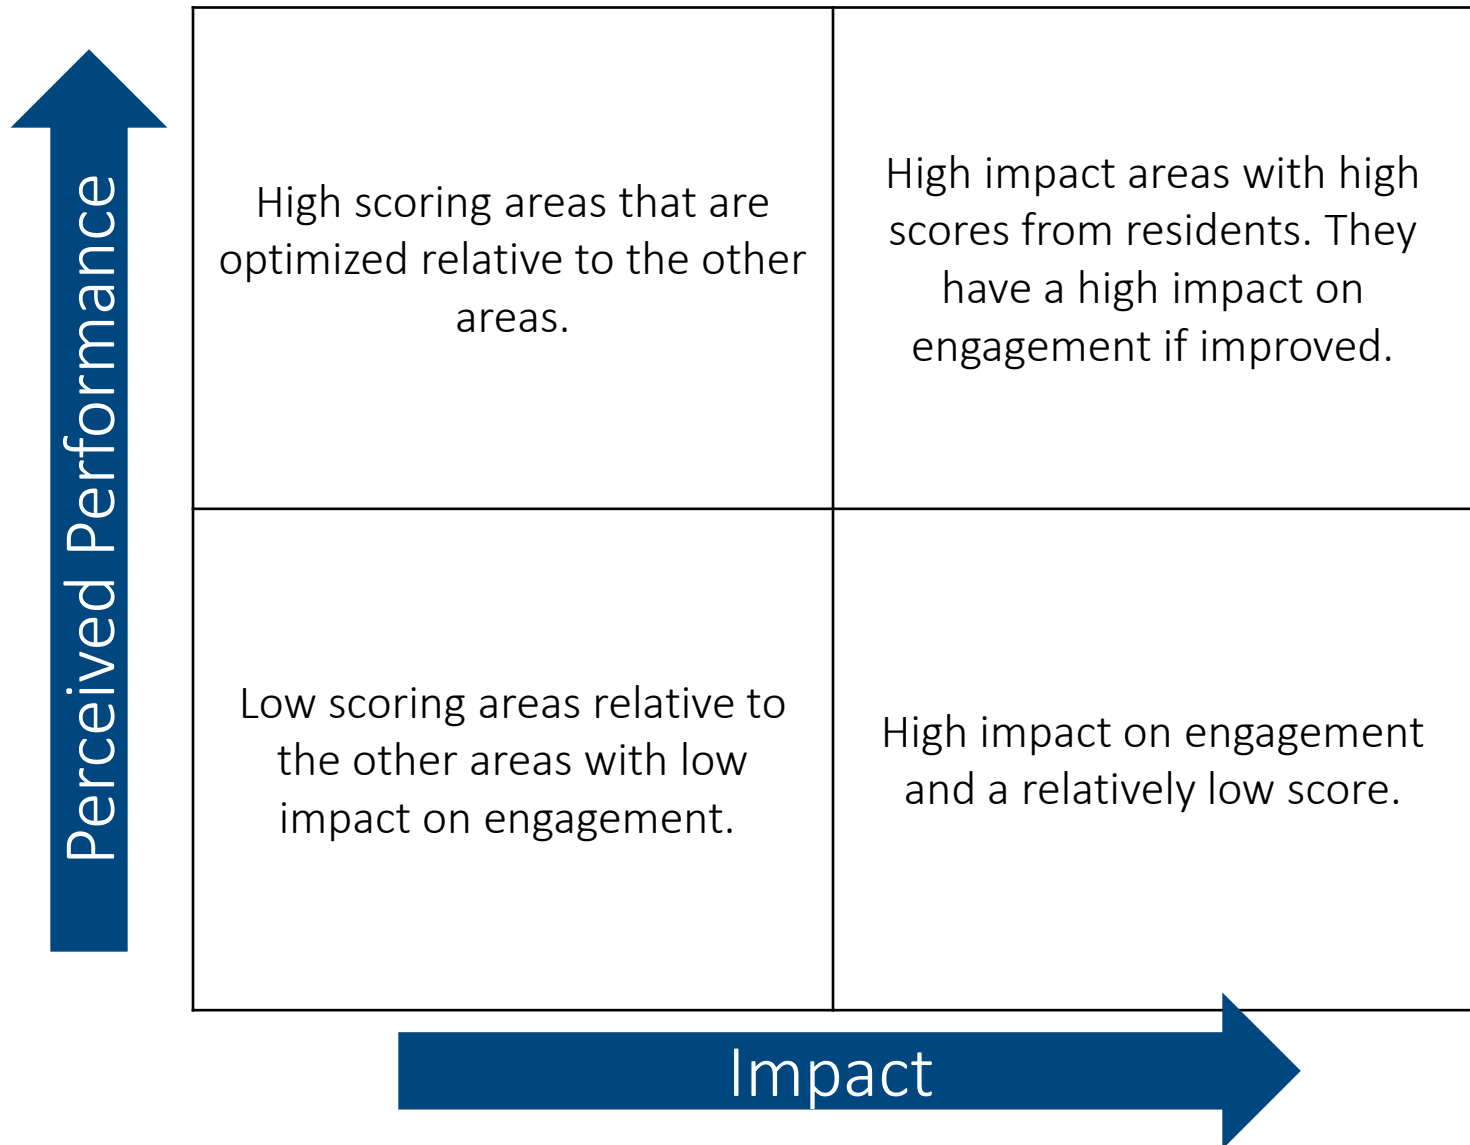 Perceived Performance
High scoring areas that are
optimized relative to the other
areas.
High impact areas with high
scores from residents. They
have a high impact on
engagement if improved.
Low scoring areas relative to
the other areas with low
impact on engagement.
High impact on engagement
and a relatively low score.
Impact